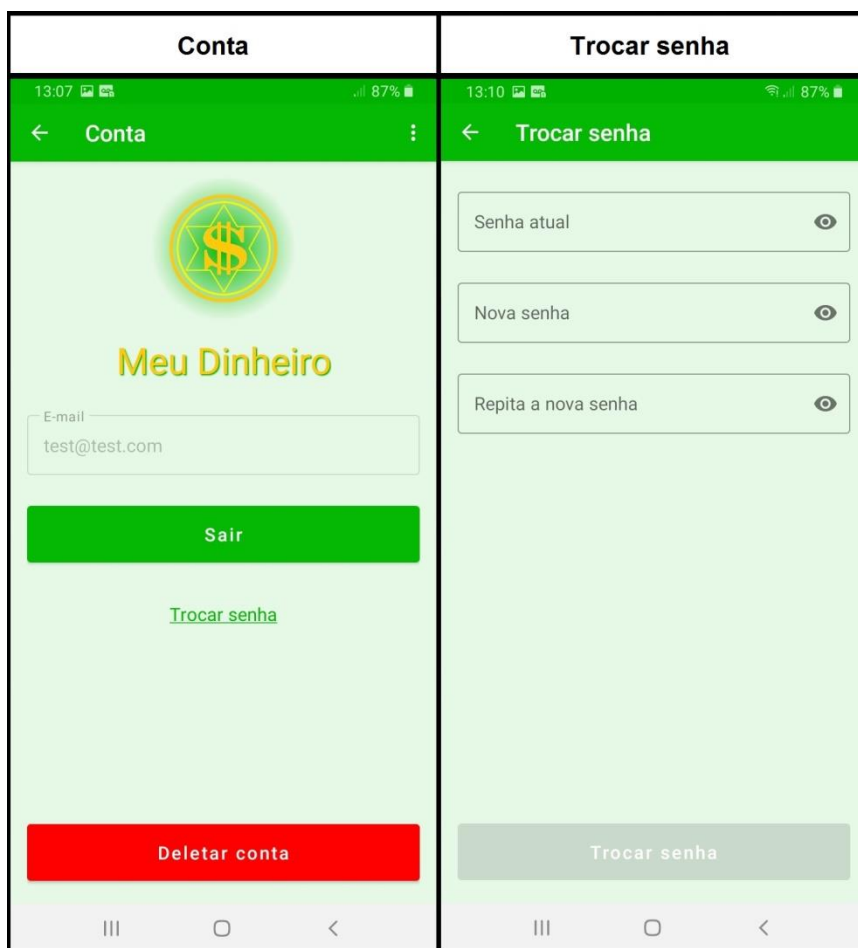 Conta
Trocar senha
13:07
87%
Conta
$
Meu Dinheiro
E-mail
test@test.com
Sair
Trocar senha
Deletar conta
13:10
87%
Trocar senha
Senha atual
Nova senha
Repita a nova senha
Trocar senha